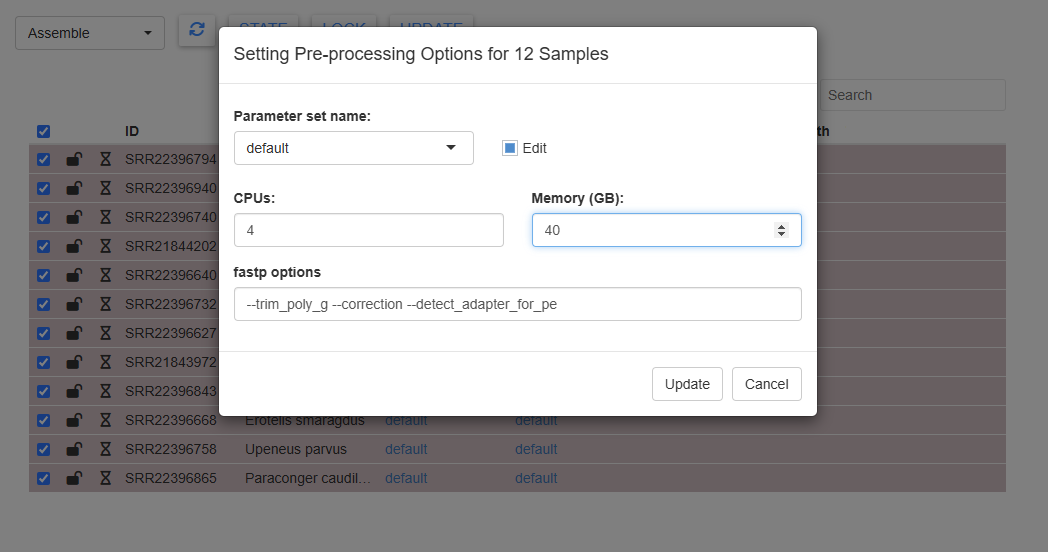 Assemble
STATE LOCK UPDATE
Setting Pre-processing Options for 12 Samples
Search
Parameter set name:
default
Edit
CPUs:
Memory (GB):
4
40
fastp options
--trim_poly_g --correction --detect_adapter_for_pe
Update
Cancel
ID
th
SRR22396794
SRR22396940
SRR22396740
SRR21844202
SRR22396640
SRR22396732
SRR22396627
SRR21843972
SRR22396843
SRR22396668 Erotelis smaragdus default default
SRR22396758 Upeneus parvus default default
SRR22396865 Paraconger caudil... default default